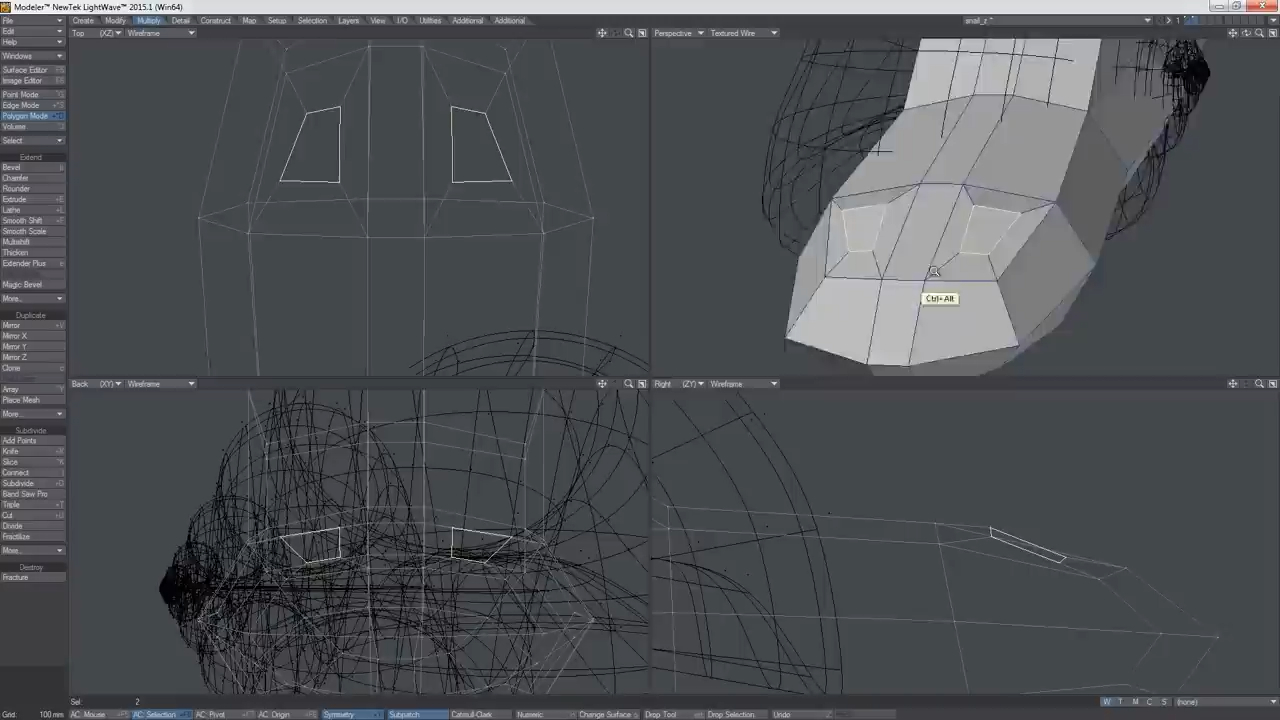 Modeler™ NewTek LightWave™ 2015.1 (Win64)
File
Create Modify Multiply Detail Construct Map Setup Selection Layers View I/O Utilities Additional Additional small_z * 1
Edit
Help
Top (XZ) Wireframe
Perspective Textured Wire
Windows
Surface Editor F5
Image Editor F6
Point Mode
Edge Mode
Polygon Mode
Volume
Select
Extend
Bevel b
Chamfer
Rounder
Extrude +E
Lathe +L
Smooth Shift +F
Smooth Scale
Multishift
Thicken
Extender Plus e
Magic Bevel
More...
Duplicate
Mirror +V
Mirror X
Mirror Y
Mirror Z
Clone c
Array ^Y
Place Mesh
More...
Subdivide
Add Points
Knife +K
Slice
Connect l
Subdivide +D
Band Saw Pro
Triple +T
Cut +U
Divide
Fractilize
More...
Destroy
Fracture
Ctrl+Alt
Back (XY) Wireframe
Right (ZY) Wireframe
Sel: 2
W T M C S (none)
Grid: 100 mm AC: Mouse AC: Selection AC: Pivot AC: Origin Symmetry Subpatch Catmull-Clark Numeric Change Surface Drop Tool Drop Selection Undo